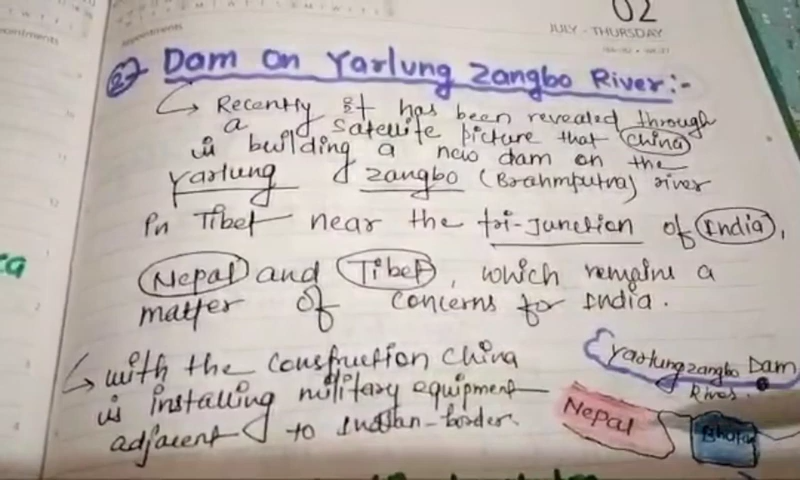 02
JULY - THURSDAY
Appointments
ointments
2) Dam on Yarlung Zangbo River:-
→ Recently it has been revealed through
a satellite picture that China
is building a new dam on the
Yarlung Zangbo (Brahmputra) river
in Tibet near the tri-junction of India,
Nepal and Tibet, which remains a
matter of concerns for India.
→ with the construction China
is installing military equipment
adjacent to Indian-border.
Yarlung zangbo Dam
River.
Nepal
Bhutan